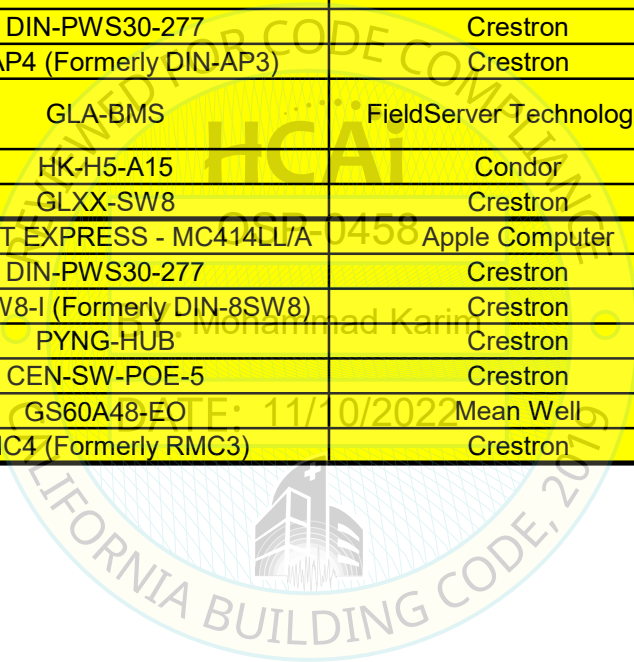 DIN-PWS30-277 Crestron
AP4 (Formerly DIN-AP3) Crestron
GLA-BMS FieldServer Technolog
HK-H5-A15 Condor
GLXX-SW8 Crestron
T EXPRESS - MC414LL/A Apple Computer
DIN-PWS30-277 Crestron
W8-I (Formerly DIN-8SW8) Crestron
PYNG-HUB Crestron
CEN-SW-POE-5 Crestron
GS60A48-EO Mean Well
MC4 (Formerly RMC3) Crestron
REVIEWED FOR CODE COMPLIANCE
HCAi
OSP-0458
BY: Mohammad Karim
DATE: 11/10/2022
CALIFORNIA BUILDING CODE, 2019